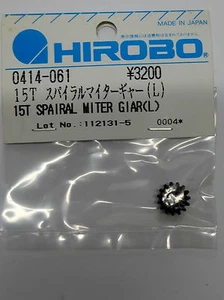 MADE IN JAPAN
HIROBO
0414-061 ¥3200
15T スパイラルマイターギャー(L)
15T SPAIRAL MITER GIAR(L)
Lot No.:112131-5 0004*